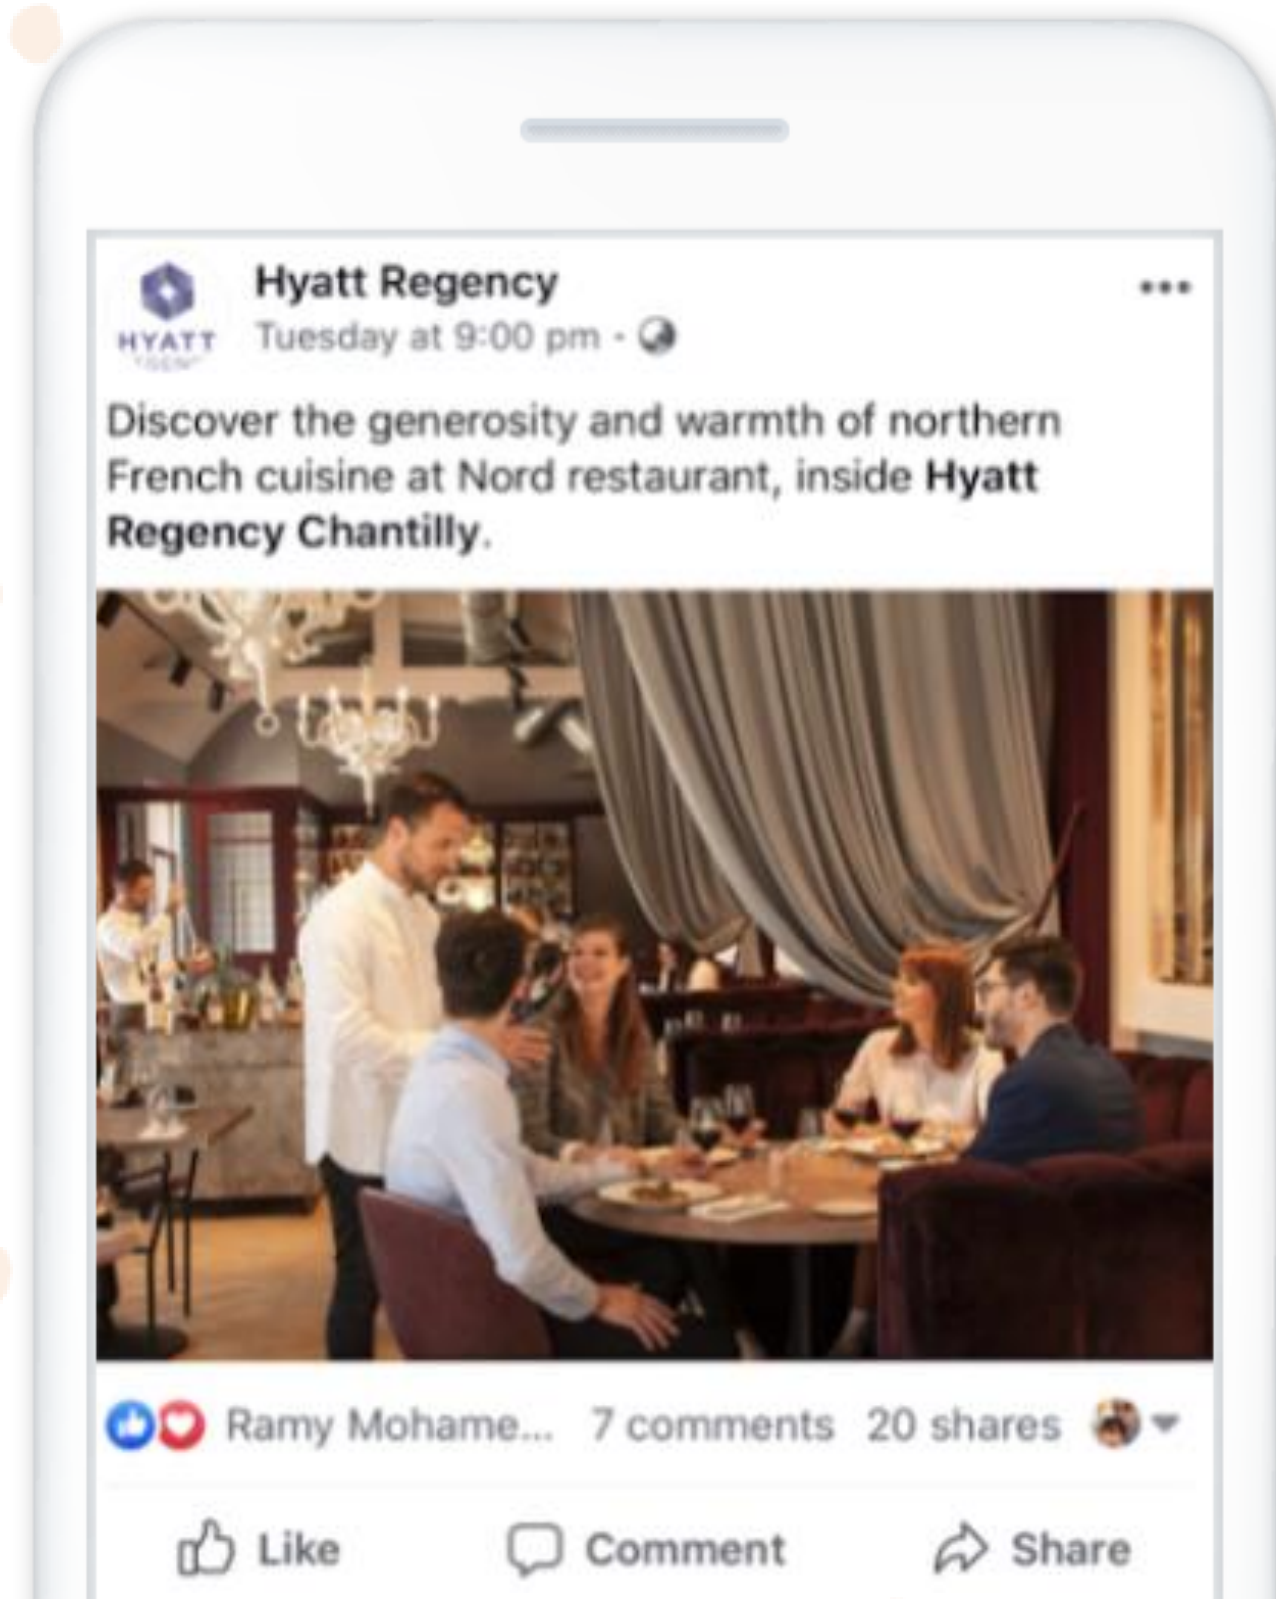 Hyatt Regency
Tuesday at 9:00 pm ·
HYATT
Discover the generosity and warmth of northern
French cuisine at Nord restaurant, inside Hyatt
Regency Chantilly.
Ramy Mohame... 7 comments 20 shares
Like Comment Share